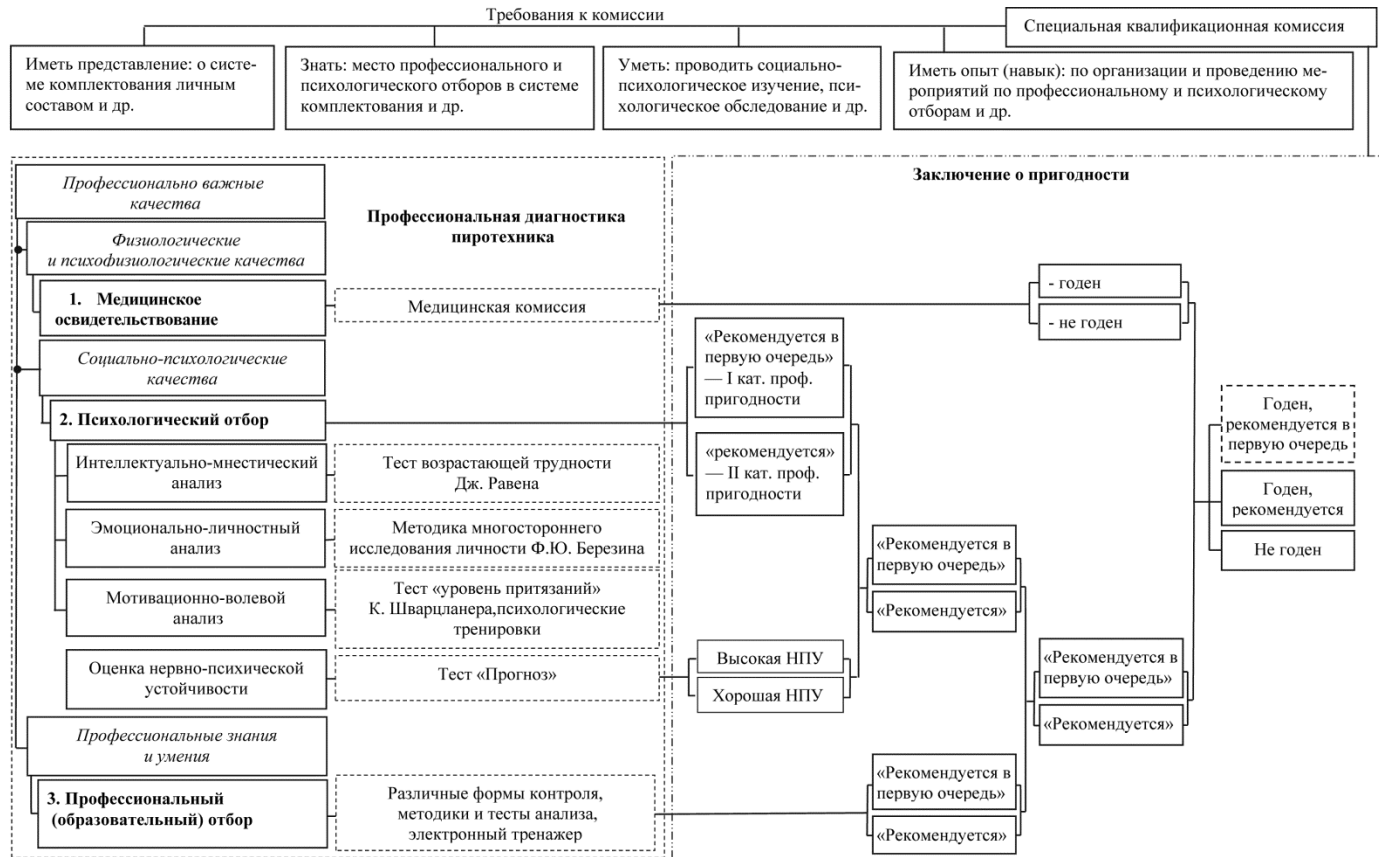 Требования к комиссии
Специальная квалификационная комиссия
Иметь представление: о систе-
ме комплектования личным
составом и др.
Знать: место профессионального и
психологического отборов в системе
комплектования и др.
Уметь: проводить социально-
психологическое изучение, пси-
хологическое обследование и др.
Иметь опыт (навык): по организации и проведению ме-
роприятий по профессиональному и психологическому
отборам и др.
Профессионально важные
качества
Профессиональная диагностика
пиротехника
Физиологические
и психофизиологические качества
1. Медицинское
освидетельствование
Медицинская комиссия
Социально-психологические
качества
2. Психологический отбор
Интеллектуально-мнестический
анализ
Тест возрастающей трудности
Дж. Равена
Эмоционально-личностный
анализ
Методика многостороннего
исследования личности Ф.Ю. Березина
Мотивационно-волевой
анализ
Тест «уровень притязаний»
К. Шварцланера,психологические
тренировки
Оценка нервно-психической
устойчивости
Тест «Прогноз»
Профессиональные знания
и умения
3. Профессиональный
(образовательный) отбор
Различные формы контроля,
методики и тесты анализа,
электронный тренажер
Заключение о пригодности
- годен
- не годен
«Рекомендуется в
первую очередь»
— I кат. проф.
пригодности
«рекомендуется»
— II кат. проф.
пригодности
Высокая НПУ
Хорошая НПУ
«Рекомендуется в
первую очередь»
«Рекомендуется»
«Рекомендуется в
первую очередь»
«Рекомендуется»
«Рекомендуется в
первую очередь»
«Рекомендуется»
Годен,
рекомендуется в
первую очередь
Годен,
рекомендуется
Не годен